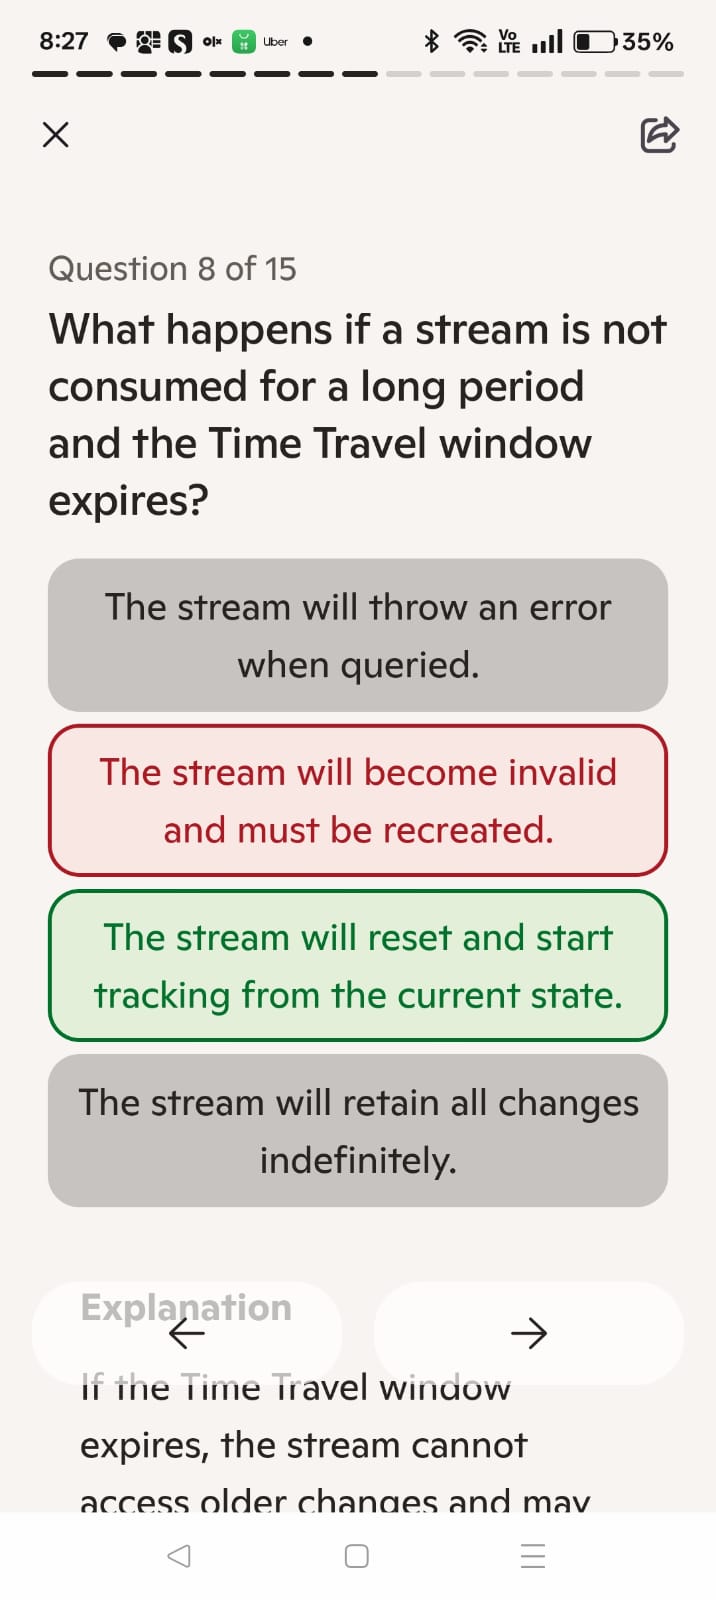 8:27
olx
Uber
Vo
LTE
35%
Question 8 of 15
What happens if a stream is not
consumed for a long period
and the Time Travel window
expires?
The stream will throw an error
when queried.
The stream will become invalid
and must be recreated.
The stream will reset and start
tracking from the current state.
The stream will retain all changes
indefinitely.
Explanation
If the Time Travel window
expires, the stream cannot
access older changes and may